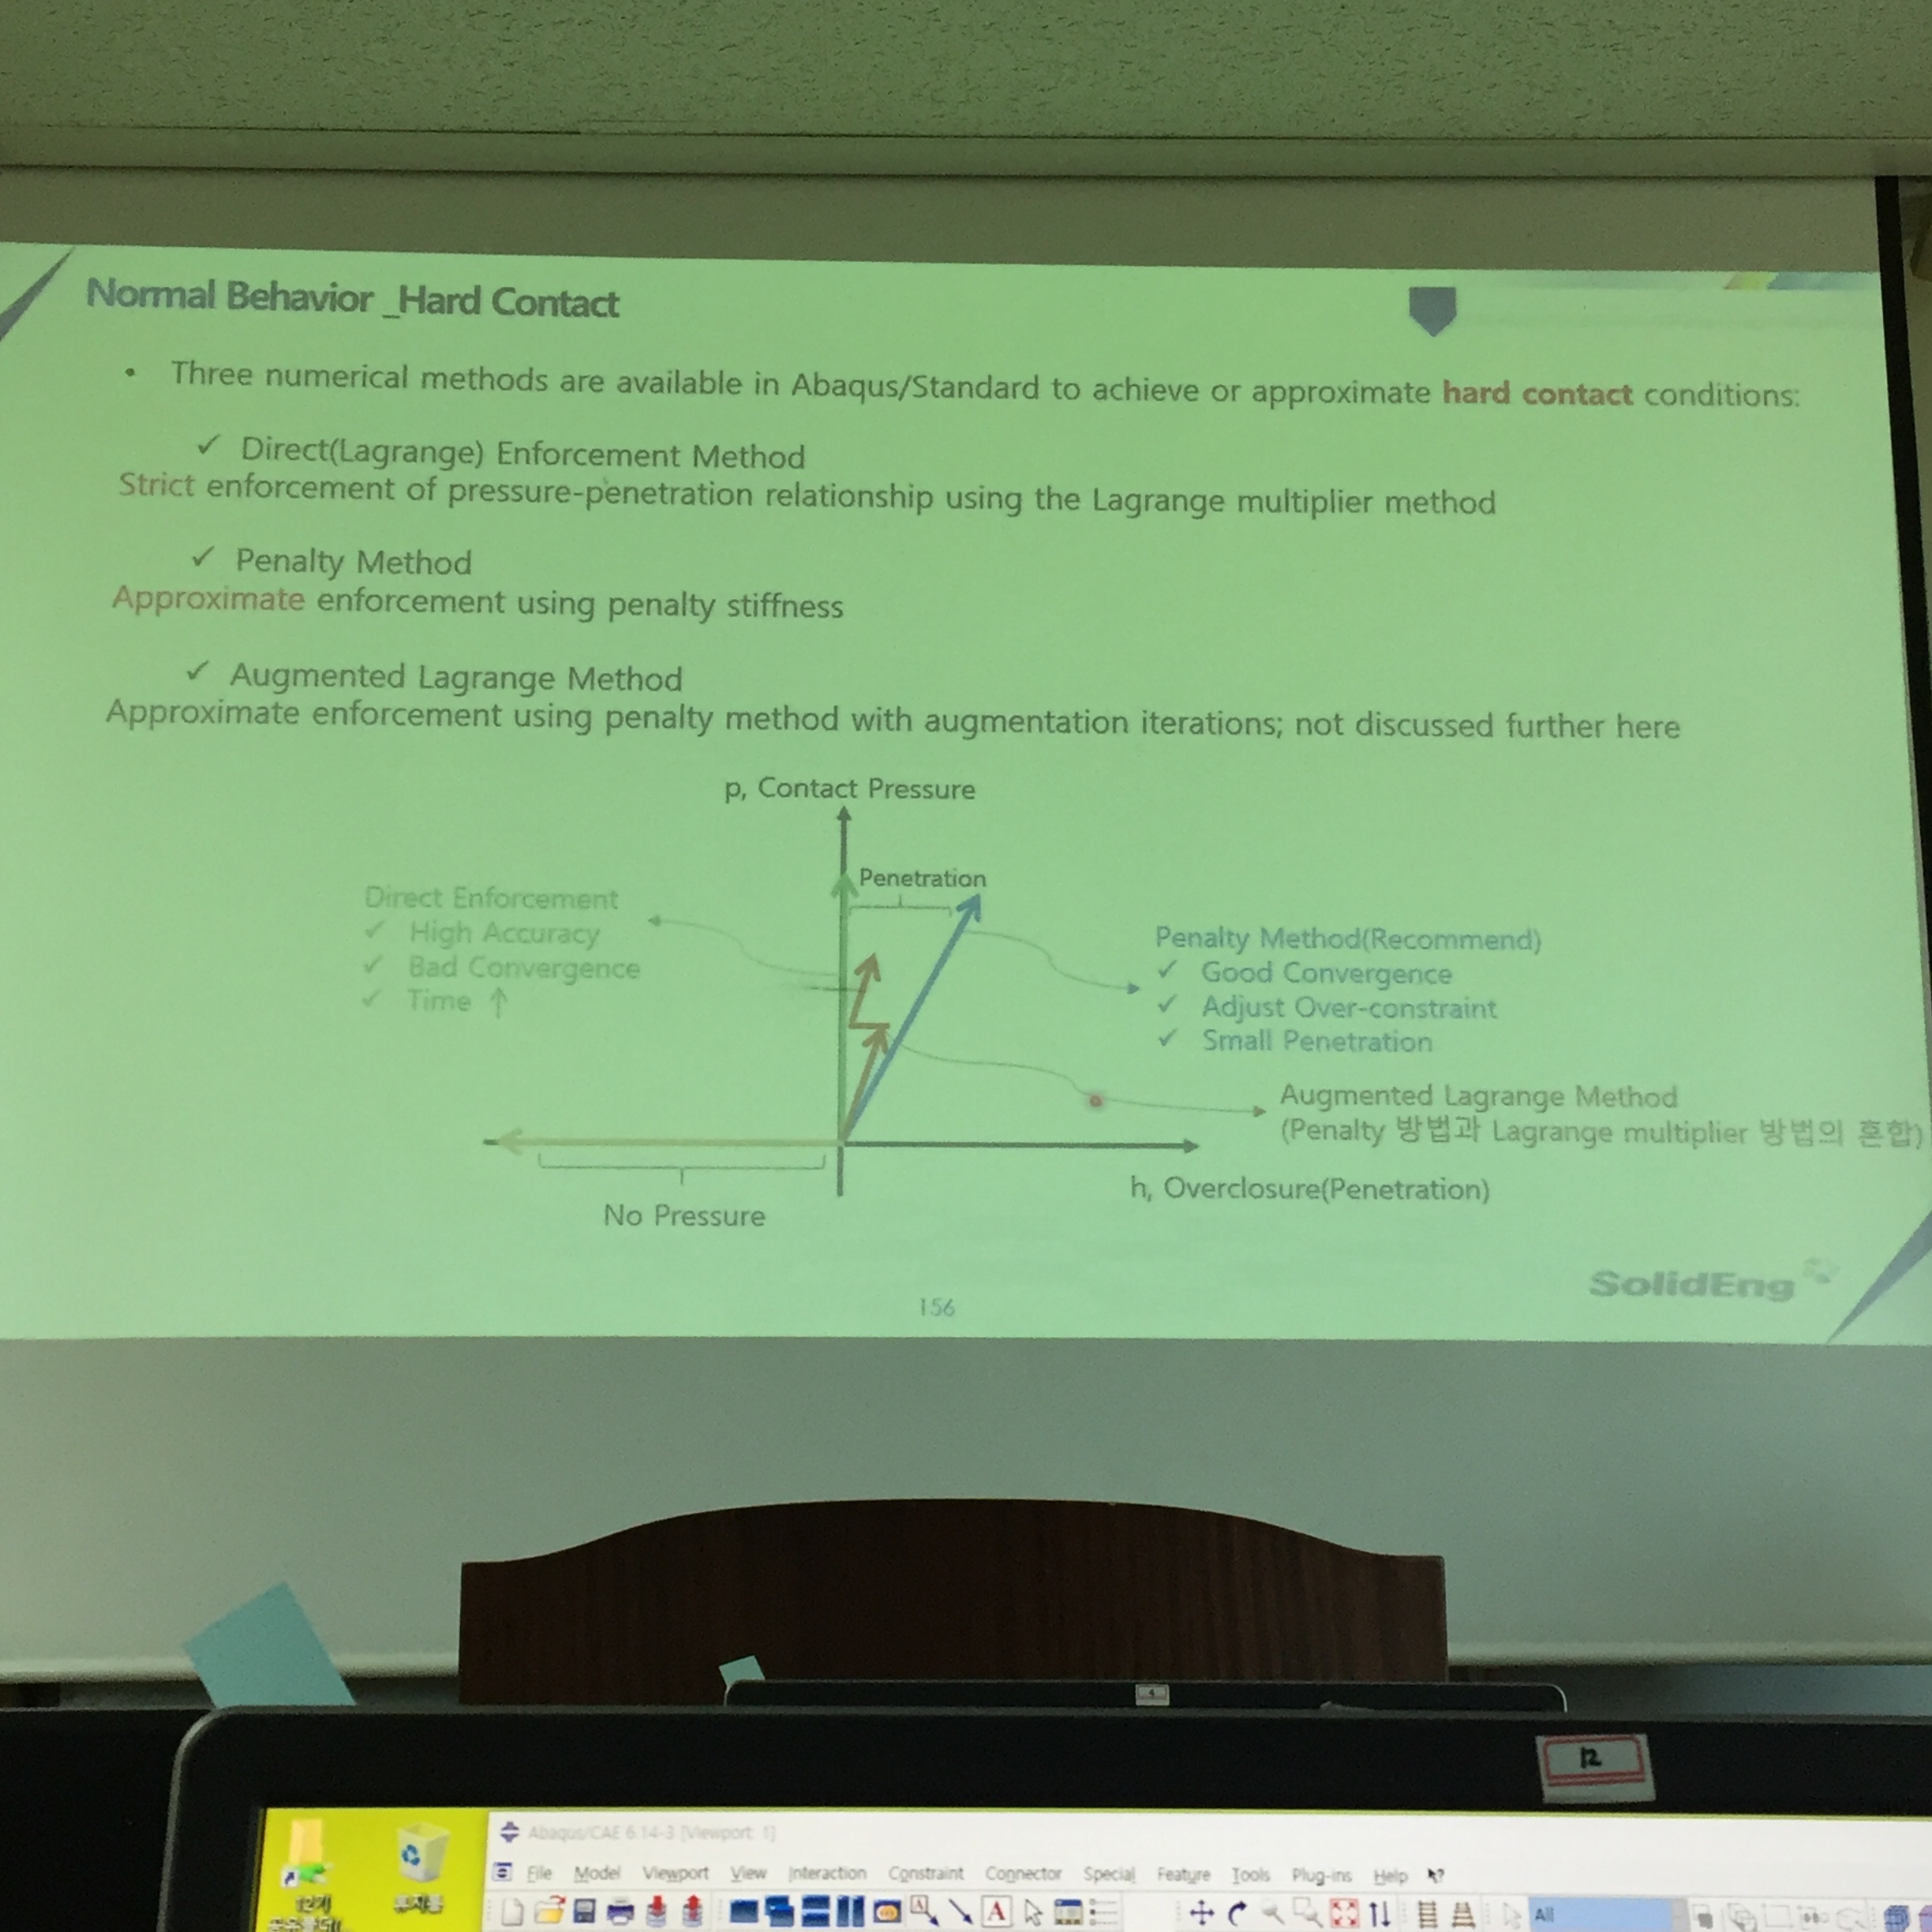 Normal Behavior _Hard Contact
• Three numerical methods are available in Abaqus/Standard to achieve or approximate hard contact conditions:
✓ Direct(Lagrange) Enforcement Method
Strict enforcement of pressure-penetration relationship using the Lagrange multiplier method
✓ Penalty Method
Approximate enforcement using penalty stiffness
✓ Augmented Lagrange Method
Approximate enforcement using penalty method with augmentation iterations; not discussed further here
p, Contact Pressure
Penetration
Direct Enforcement
✓ High Accuracy
✓ Bad Convergence
✓ Time ↑
Penalty Method(Recommend)
✓ Good Convergence
✓ Adjust Over-constraint
✓ Small Penetration
Augmented Lagrange Method
(Penalty 방법과 Lagrange multiplier 방법의 혼합)
h, Overclosure(Penetration)
No Pressure
SolidEng
156
4
12
Abaqus/CAE 6.14-3 [Viewport: 1]
File Model Viewport View Interaction Constraint Connector Special Feature Tools Plug-ins Help
휴지통
A
All